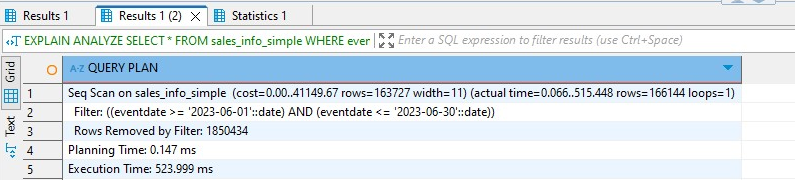 Results 1
Results 1 (2)
Statistics 1
EXPLAIN ANALYZE SELECT * FROM sales_info_simple WHERE ever
Enter a SQL expression to filter results (use Ctrl+Space)
Grid
Text
A-Z QUERY PLAN
1 Seq Scan on sales_info_simple (cost=0.00..41149.67 rows=163727 width=11) (actual time=0.066..515.448 rows=166144 loops=1)
2 Filter: ((eventdate >= '2023-06-01'::date) AND (eventdate <= '2023-06-30'::date))
3 Rows Removed by Filter: 1850434
4 Planning Time: 0.147 ms
5 Execution Time: 523.999 ms